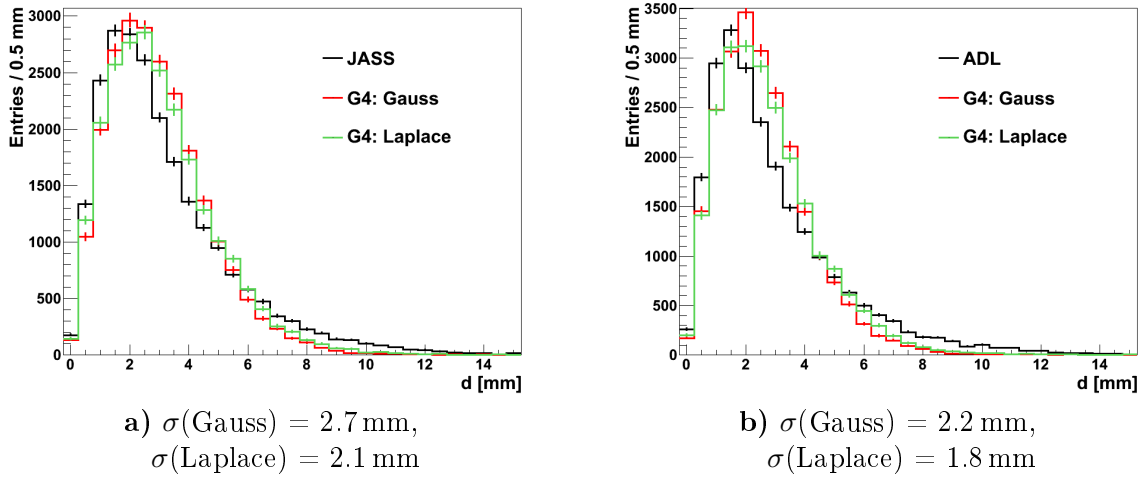 Entries / 0.5 mm
3000
2500
2000
1500
1000
500
0
0 2 4 6 8 10 12 14
d [mm]
JASS
G4: Gauss
G4: Laplace
a) σ(Gauss) = 2.7 mm,
σ(Laplace) = 2.1 mm
Entries / 0.5 mm
3500
3000
2500
2000
1500
1000
500
0
0 2 4 6 8 10 12 14
d [mm]
ADL
G4: Gauss
G4: Laplace
b) σ(Gauss) = 2.2 mm,
σ(Laplace) = 1.8 mm